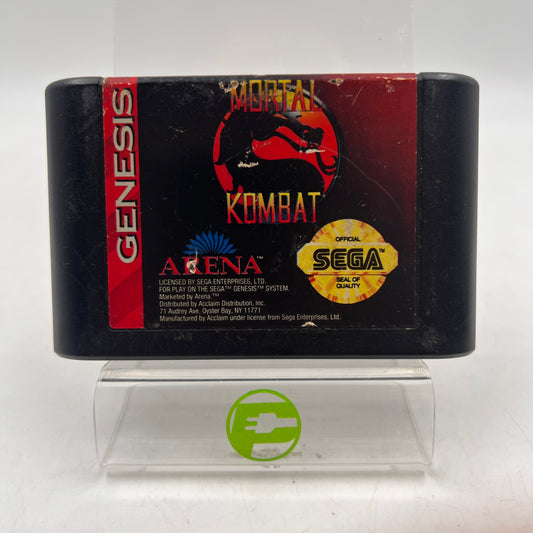 GENESIS
MORTAL
KOMBAT
ARENA™
LICENSED BY SEGA ENTERPRISES, LTD.
FOR PLAY ON THE SEGA™ GENESIS™ SYSTEM.
Marketed by Arena.™
Distributed by Acclaim Distribution, Inc.
71 Audrey Ave. Oyster Bay, NY 11771
Manufactured by Acclaim under license from Sega Enterprises, Ltd.
OFFICIAL
SEGA™
SEAL OF
QUALITY